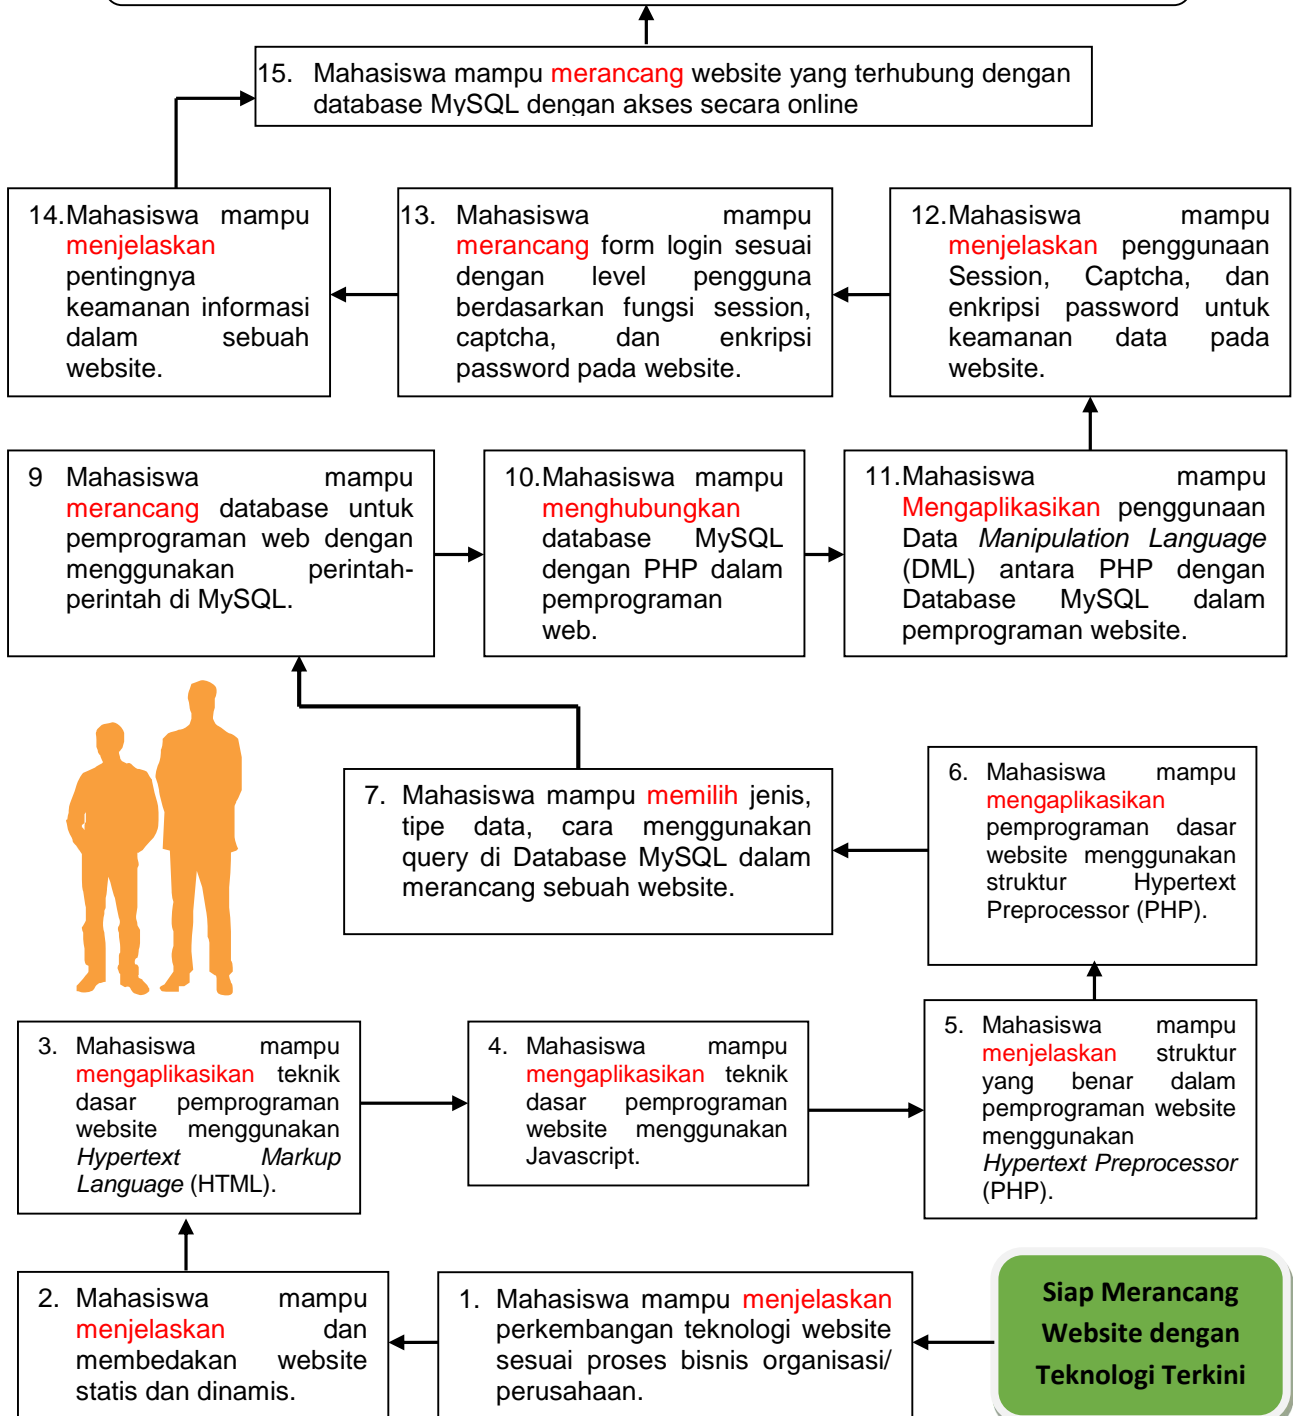 15. Mahasiswa mampu merancang website yang terhubung dengan
database MySQL dengan akses secara online
14.Mahasiswa mampu
menjelaskan
pentingnya
keamanan informasi
dalam sebuah
website.
13. Mahasiswa mampu
merancang form login sesuai
dengan level pengguna
berdasarkan fungsi session,
captcha, dan enkripsi
password pada website.
12.Mahasiswa mampu
menjelaskan penggunaan
Session, Captcha, dan
enkripsi password untuk
keamanan data pada
website.
9 Mahasiswa mampu
merancang database untuk
pemprograman web dengan
menggunakan perintah-
perintah di MySQL.
10.Mahasiswa mampu
menghubungkan
database MySQL
dengan PHP dalam
pemprograman
web.
11.Mahasiswa mampu
Mengaplikasikan penggunaan
Data Manipulation Language
(DML) antara PHP dengan
Database MySQL dalam
pemprograman website.
7. Mahasiswa mampu memilih jenis,
tipe data, cara menggunakan
query di Database MySQL dalam
merancang sebuah website.
6. Mahasiswa mampu
mengaplikasikan
pemprograman dasar
website menggunakan
struktur Hypertext
Preprocessor (PHP).
3. Mahasiswa mampu
mengaplikasikan teknik
dasar pemprograman
website menggunakan
Hypertext Markup
Language (HTML).
4. Mahasiswa mampu
mengaplikasikan teknik
dasar pemprograman
website menggunakan
Javascript.
5. Mahasiswa mampu
menjelaskan struktur
yang benar dalam
pemprograman website
menggunakan
Hypertext Preprocessor
(PHP).
2. Mahasiswa mampu
menjelaskan dan
membedakan website
statis dan dinamis.
1. Mahasiswa mampu menjelaskan
perkembangan teknologi website
sesuai proses bisnis organisasi/
perusahaan.
Siap Merancang
Website dengan
Teknologi Terkini